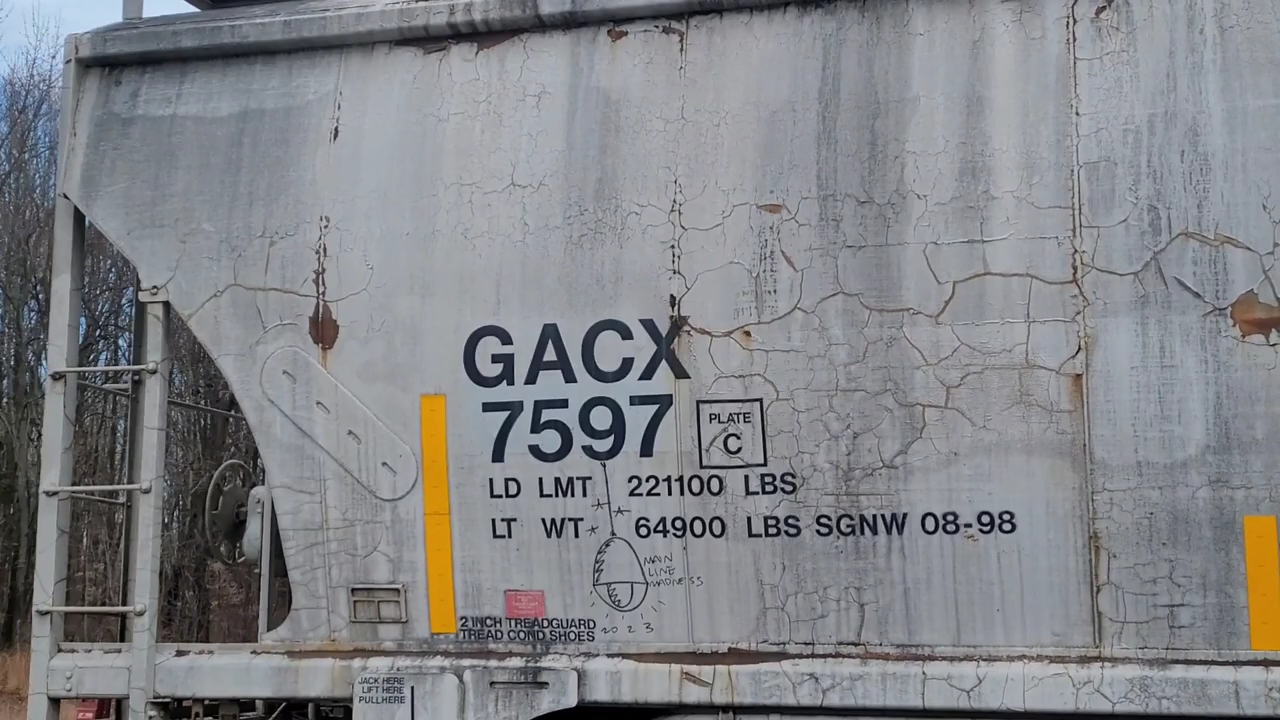 GACX
7597
PLATE
C
LD LMT 221100 LBS
LT WT 64900 LBS SGNW 08-98
MAIN
LINE
MADNESS
2023
2 INCH TREADGUARD
TREAD COND SHOES
JACK HERE
LIFT HERE
PULL HERE